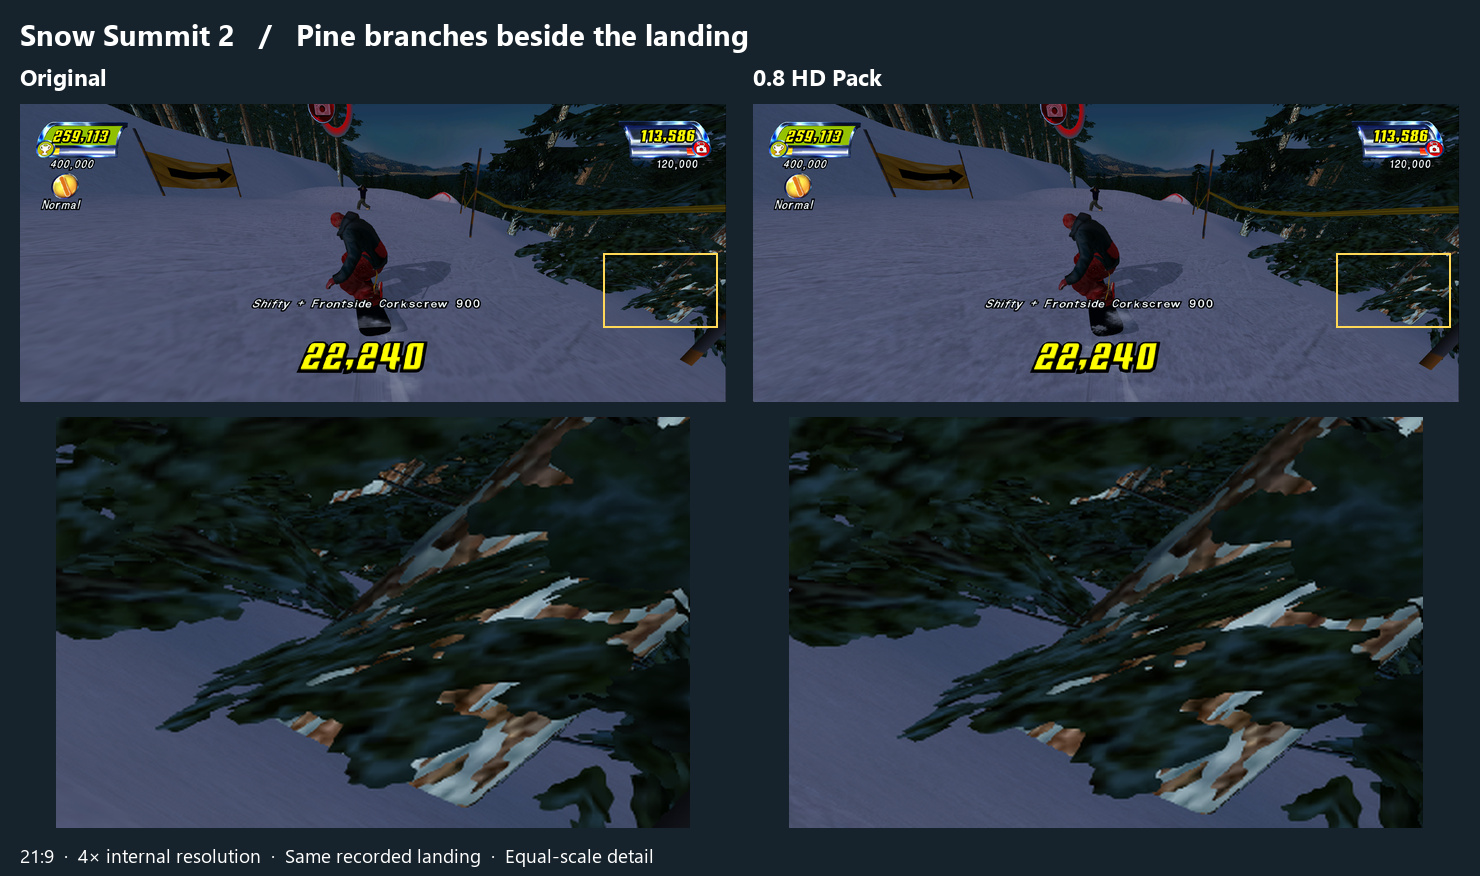 Snow Summit 2 / Pine branches beside the landing
Original
0.8 HD Pack
259,113
400,000
Normal
113,586
120,000
Shifty + Frontside Corkscrew 900
22,240
259,113
400,000
Normal
113,586
120,000
Shifty + Frontside Corkscrew 900
22,240
21:9 · 4× internal resolution · Same recorded landing · Equal-scale detail